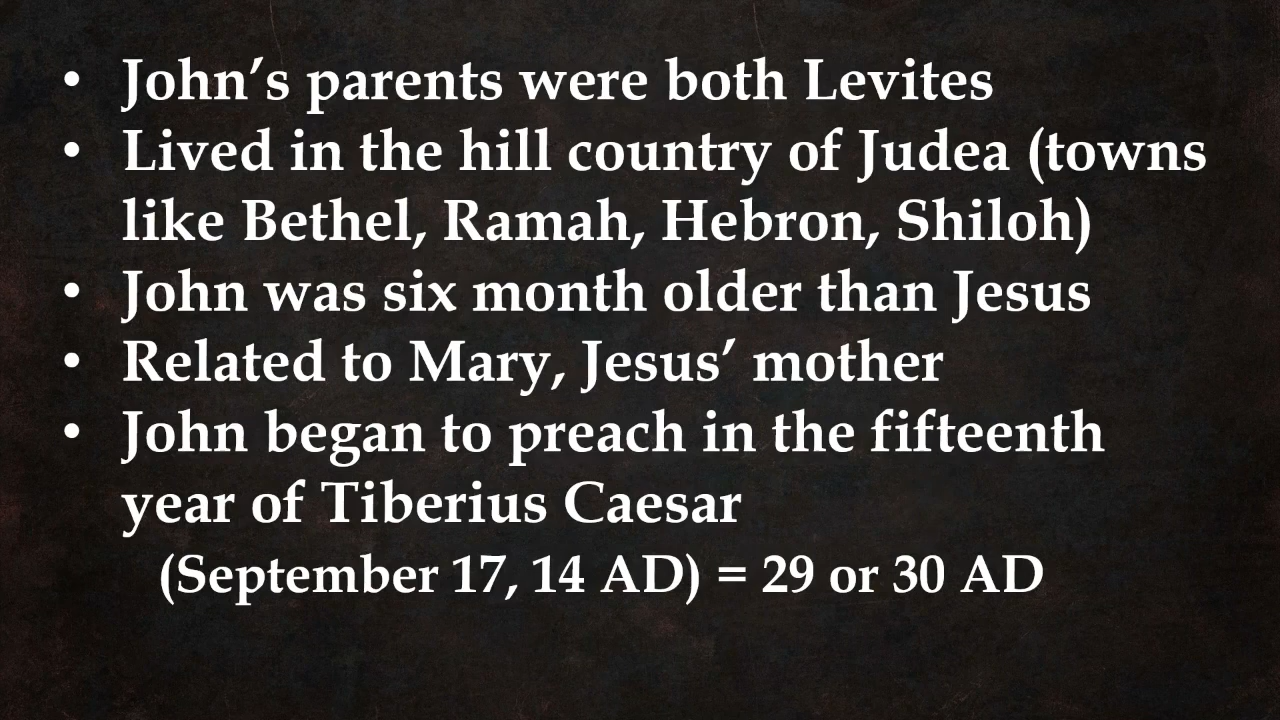 • John’s parents were both Levites
• Lived in the hill country of Judea (towns
like Bethel, Ramah, Hebron, Shiloh)
• John was six month older than Jesus
• Related to Mary, Jesus’ mother
• John began to preach in the fifteenth
year of Tiberius Caesar
(September 17, 14 AD) = 29 or 30 AD